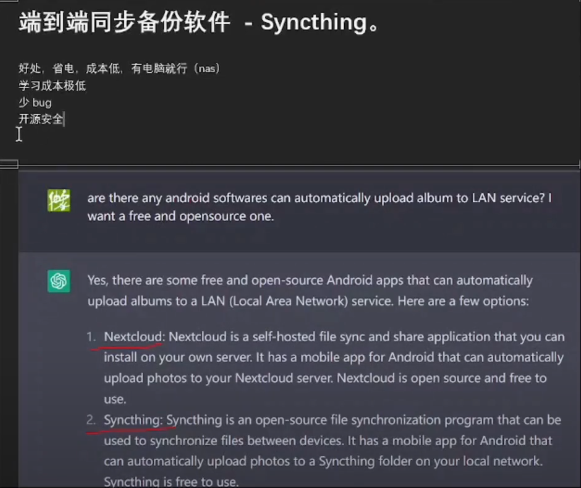 端到端同步备份软件 - Syncthing。
好处，省电，成本低，有电脑就行（nas）
学习成本极低
少 bug
开源安全
are there any android softwares can automatically upload album to LAN service? I
want a free and opensource one.
Yes, there are some free and open-source Android apps that can automatically
upload albums to a LAN (Local Area Network) service. Here are a few options:
1. Nextcloud: Nextcloud is a self-hosted file sync and share application that you can
install on your own server. It has a mobile app for Android that can automatically
upload photos to your Nextcloud server. Nextcloud is open source and free to
use.
2. Syncthing: Syncthing is an open-source file synchronization program that can be
used to synchronize files between devices. It has a mobile app for Android that
can automatically upload photos to a Syncthing folder on your local network.
Syncthing is free to use.